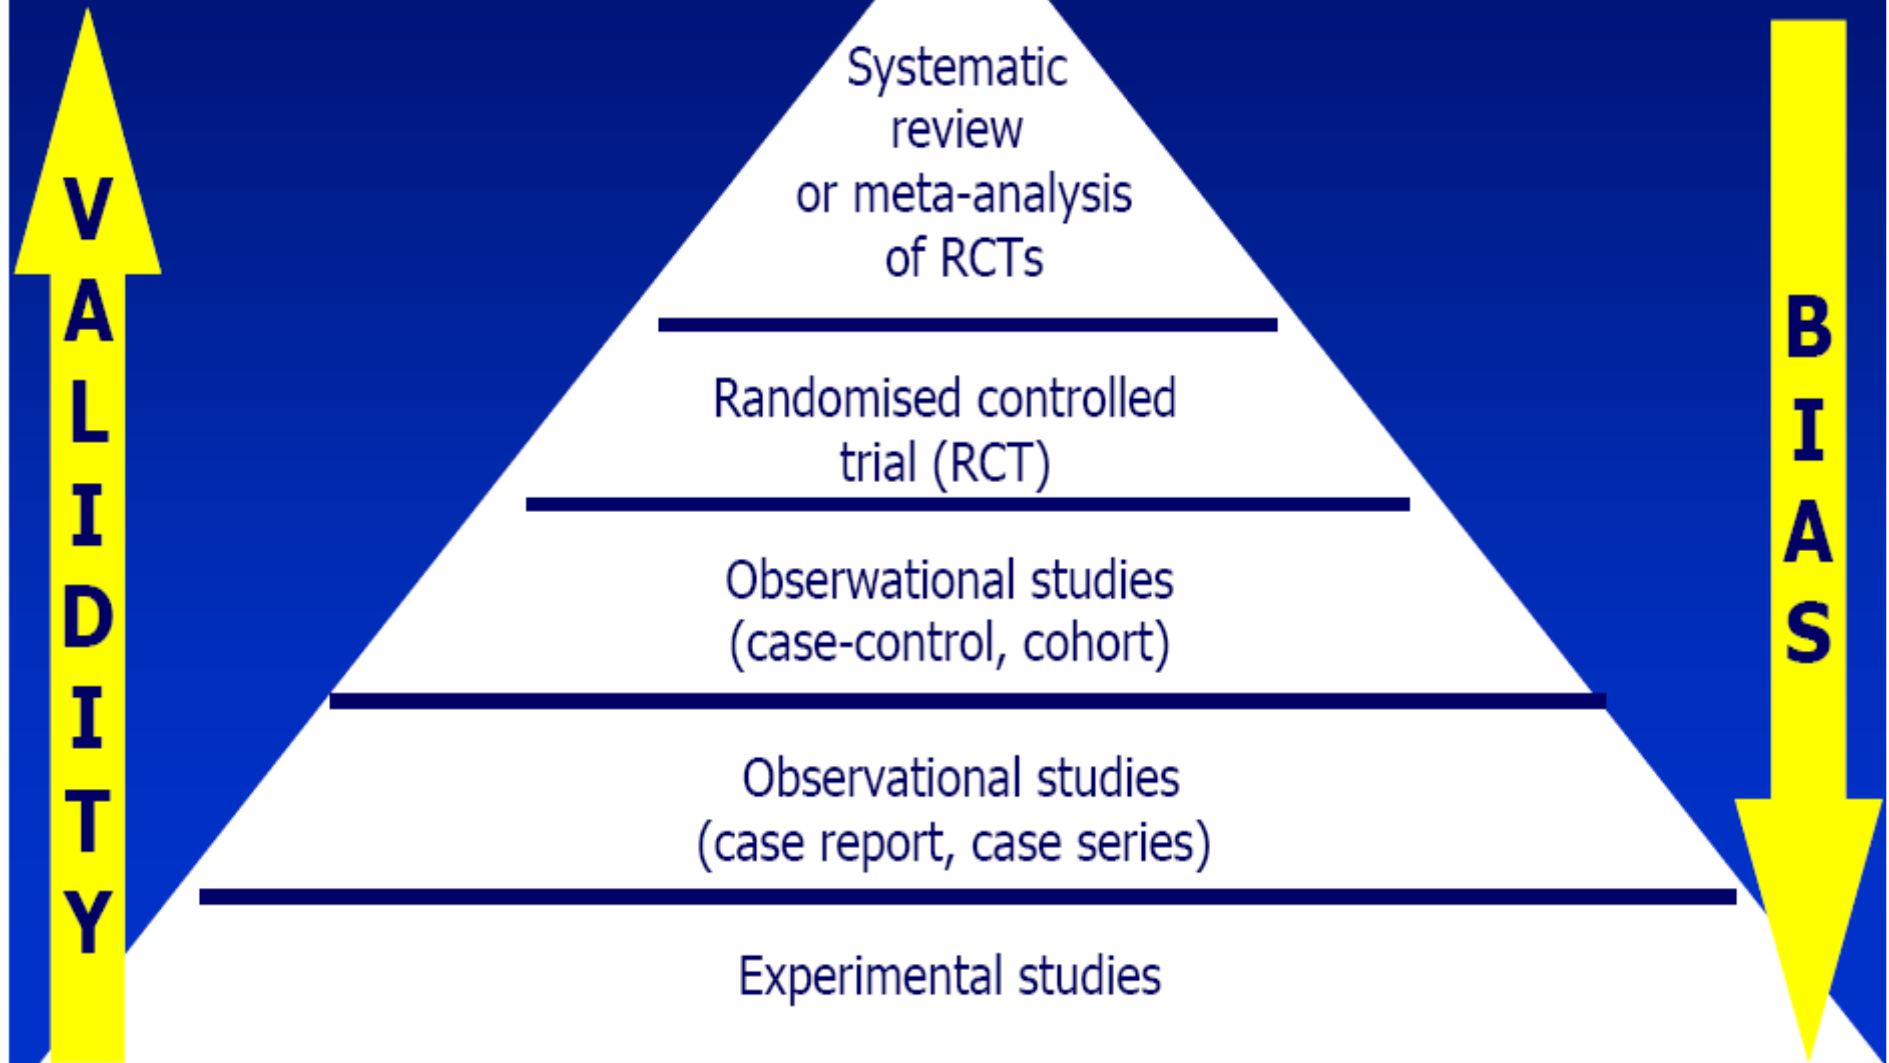 VALIDITY
Systematic
review
or meta-analysis
of RCTs
Randomised controlled
trial (RCT)
Obserwational studies
(case-control, cohort)
Observational studies
(case report, case series)
Experimental studies
BIAS